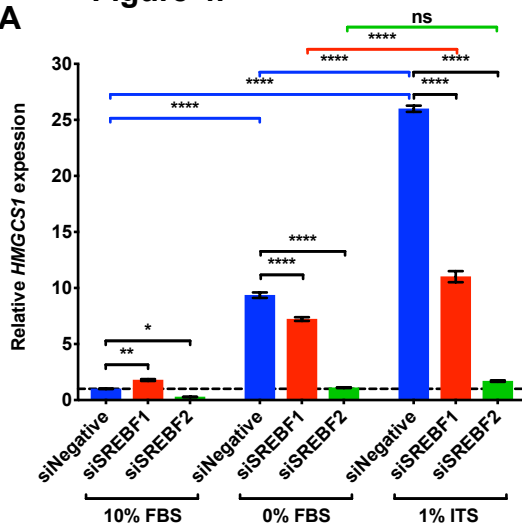 A
ns
****
****
****
****
****
****
30
25
20
15
10
5
0
Relative HMGCS1 expession
****
****
*
**
siNegative
siSREBF1
siSREBF2
siNegative
siSREBF1
siSREBF2
siNegative
siSREBF1
siSREBF2
10% FBS
0% FBS
1% ITS